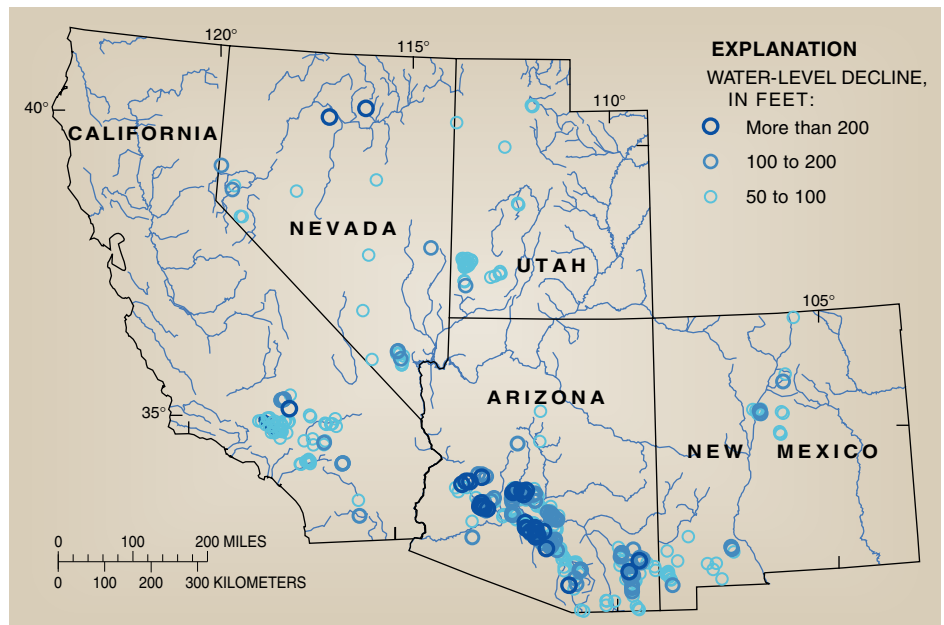 120°
115°
EXPLANATION
WATER-LEVEL DECLINE,
IN FEET:
40°
110°
More than 200
CALIFORNIA
100 to 200
50 to 100
NEVADA
UTAH
105°
ARIZONA
35°
NEW MEXICO
0 100 200 MILES
0 100 200 300 KILOMETERS